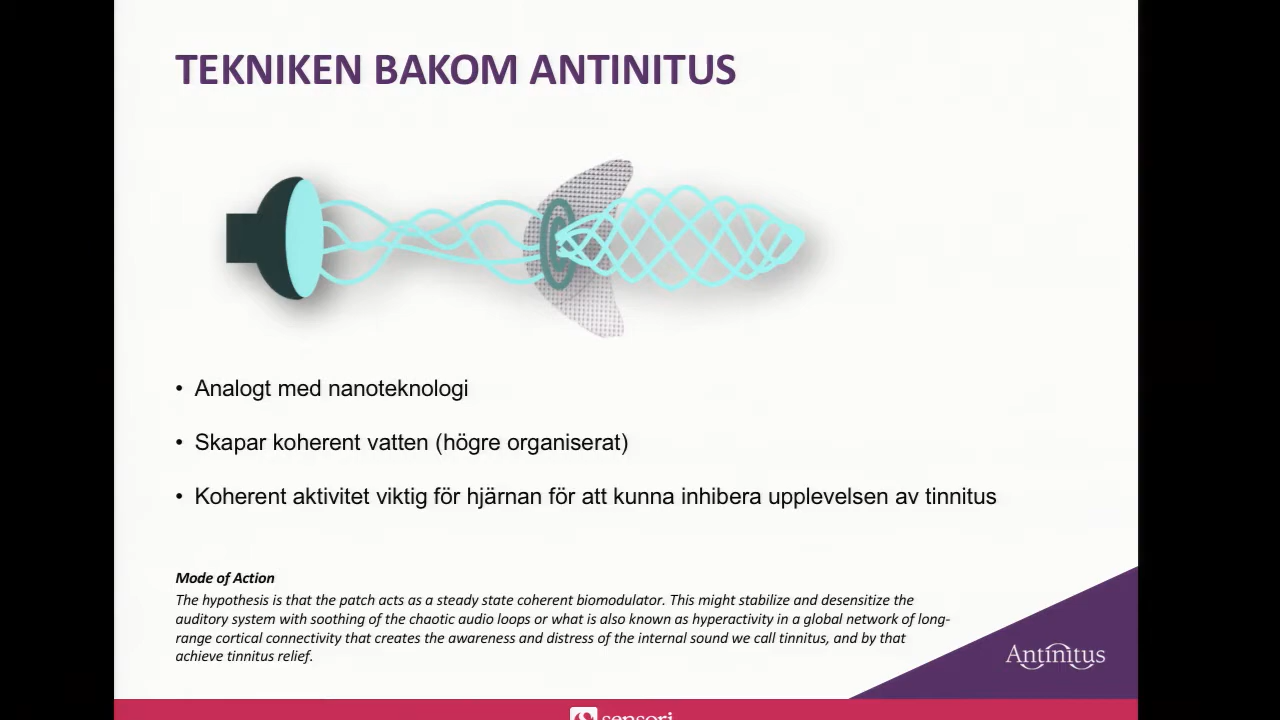 TEKNIKEN BAKOM ANTINITUS
• Analogt med nanoteknologi
• Skapar koherent vatten (högre organiserat)
• Koherent aktivitet viktig för hjärnan för att kunna inhibera upplevelsen av tinnitus
Mode of Action
The hypothesis is that the patch acts as a steady state coherent biomodulator. This might stabilize and desensitize the
auditory system with soothing of the chaotic audio loops or what is also known as hyperactivity in a global network of long-
range cortical connectivity that creates the awareness and distress of the internal sound we call tinnitus, and by that
achieve tinnitus relief.
Antinitus
sensori